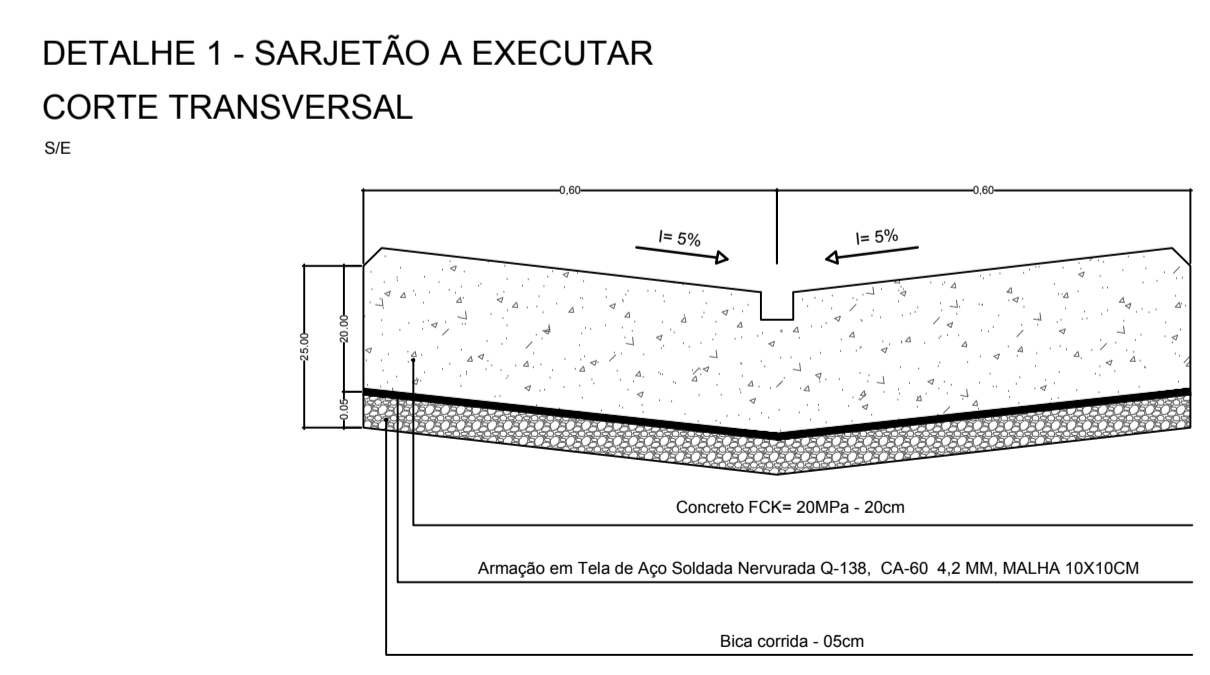 DETALHE 1 - SARJETÃO A EXECUTAR
CORTE TRANSVERSAL
S/E
0,60
0,60
I= 5%
I= 5%
25.00
20.00
0.05
Concreto FCK= 20MPa - 20cm
Armação em Tela de Aço Soldada Nervurada Q-138, CA-60 4,2 MM, MALHA 10X10CM
Bica corrida - 05cm